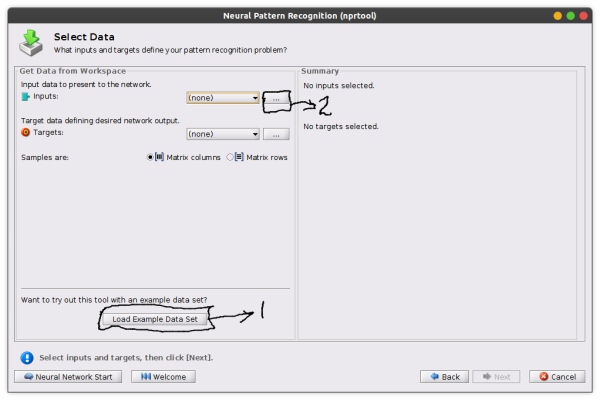 Neural Pattern Recognition (nprtool)
Select Data
What inputs and targets define your pattern recognition problem?
Get Data from Workspace
Input data to present to the network.
Inputs: (none) ...
Target data defining desired network output.
Targets: (none) ...
Samples are: Matrix columns Matrix rows
Summary
No inputs selected.
2
No targets selected.
Want to try out this tool with an example data set?
Load Example Data Set 1
Select inputs and targets, then click [Next].
Neural Network Start Welcome Back Next Cancel